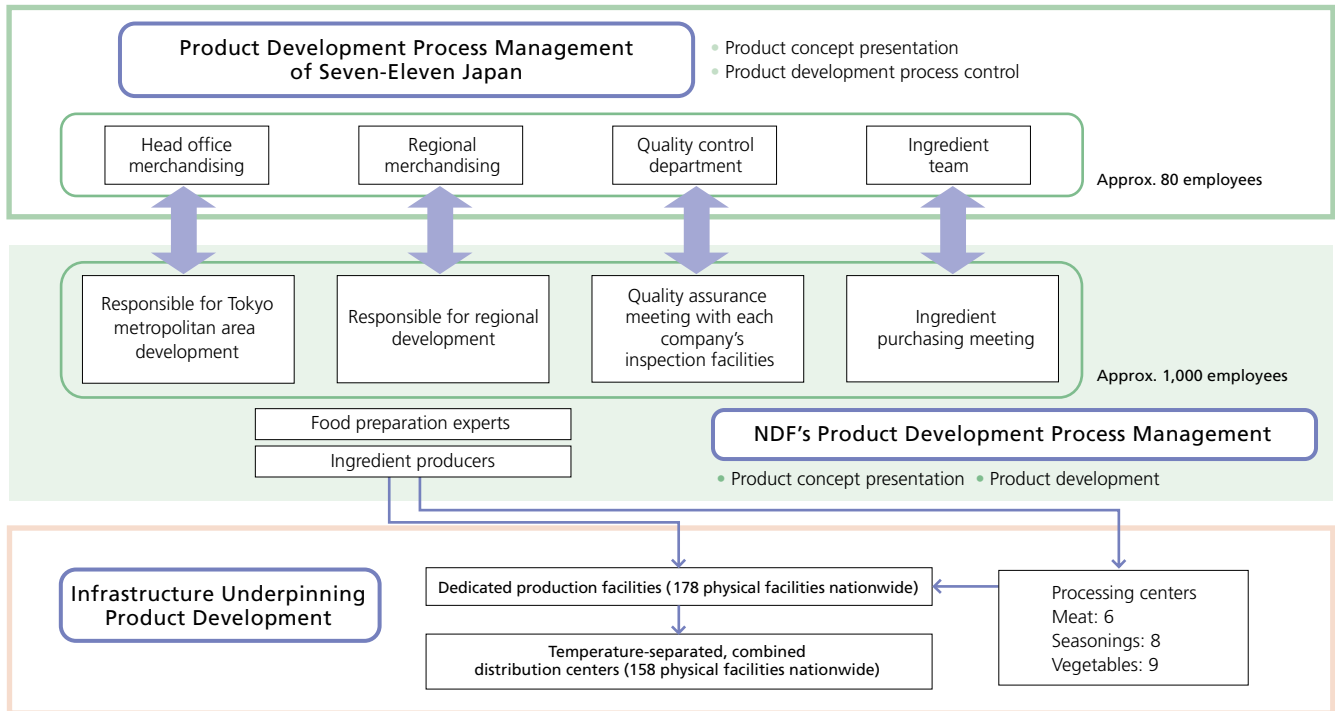 Product Development Process Management
of Seven-Eleven Japan
• Product concept presentation
• Product development process control
Head office
merchandising
Regional
merchandising
Quality control
department
Ingredient
team
Approx. 80 employees
Responsible for Tokyo
metropolitan area
development
Responsible for regional
development
Quality assurance
meeting with each
company’s
inspection facilities
Ingredient
purchasing meeting
Approx. 1,000 employees
Food preparation experts
Ingredient producers
NDF’s Product Development Process Management
• Product concept presentation • Product development
Infrastructure Underpinning
Product Development
Dedicated production facilities (178 physical facilities nationwide)
Temperature-separated, combined
distribution centers (158 physical facilities nationwide)
Processing centers
Meat: 6
Seasonings: 8
Vegetables: 9